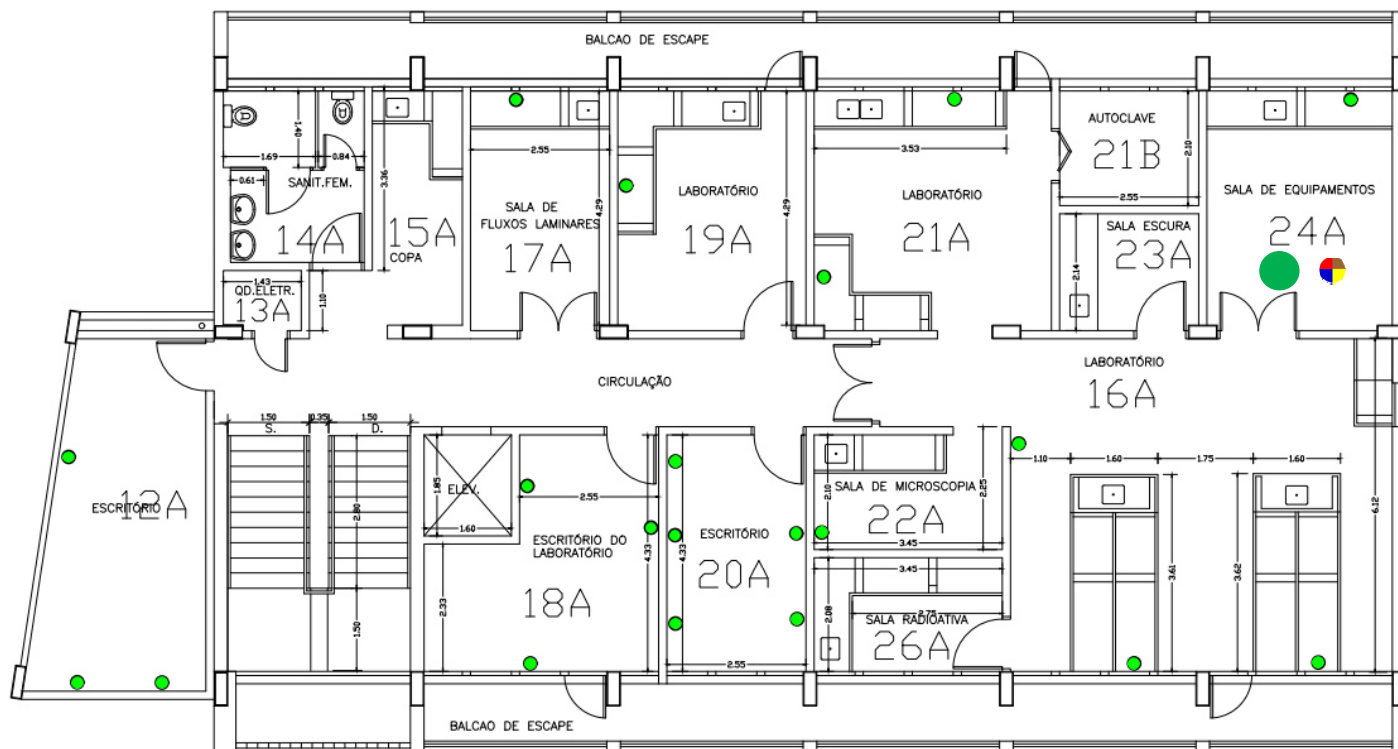 BALCAO DE ESCAPE
1.40
1.69
0.84
0.61
SANIT.FEM.
14A
3.36
15A
COPA
1.43
QD.ELETR.
13A
1.10
2.55
SALA DE
FLUXOS LAMINARES
17A
4.29
LABORATÓRIO
19A
4.29
3.53
LABORATÓRIO
21A
AUTOCLAVE
21B
2.10
2.55
SALA ESCURA
23A
2.14
SALA DE EQUIPAMENTOS
24A
CIRCULAÇÃO
LABORATÓRIO
16A
ESCRITÓRIO
12A
1.50
0.35
1.50
S.
D.
2.80
1.50
ELEV.
1.85
1.60
2.33
2.55
ESCRITÓRIO DO
LABORATÓRIO
18A
4.33
4.33
ESCRITÓRIO
20A
2.55
2.10
SALA DE MICROSCOPIA
22A
2.25
3.45
3.45
2.08
2.75
SALA RADIOATIVA
26A
1.10
1.60
1.75
1.60
3.61
3.62
6.12
BALCAO DE ESCAPE